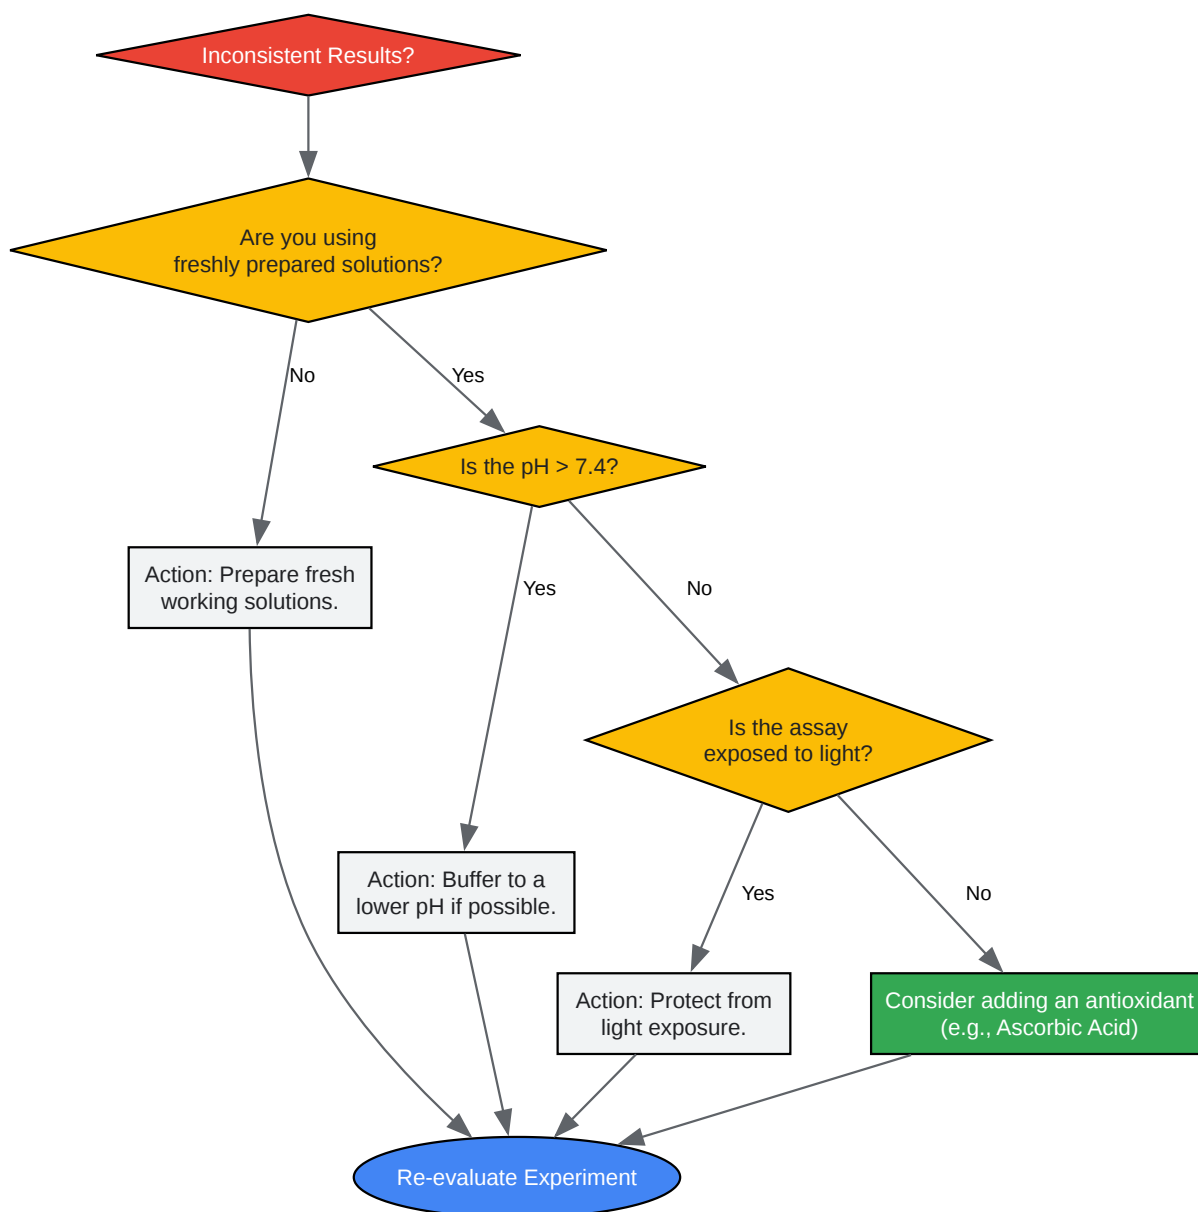 Inconsistent Results?
Are you using
freshly prepared solutions?
No
Yes
Is the pH > 7.4?
Action: Prepare fresh
working solutions.
Yes
No
Is the assay
exposed to light?
Action: Buffer to a
lower pH if possible.
Yes
No
Action: Protect from
light exposure.
Consider adding an antioxidant
(e.g., Ascorbic Acid)
Re-evaluate Experiment